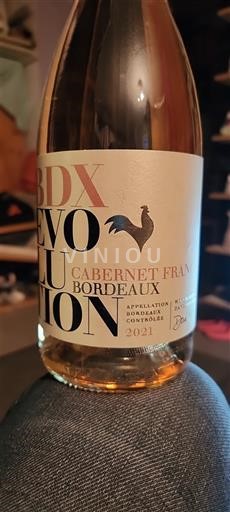 BDX
EVO
LU
TION
VINIOU
CABERNET FRAN
BORDEAUX
APPELLATION
BORDEAUX
CONTRÔLÉE
2021